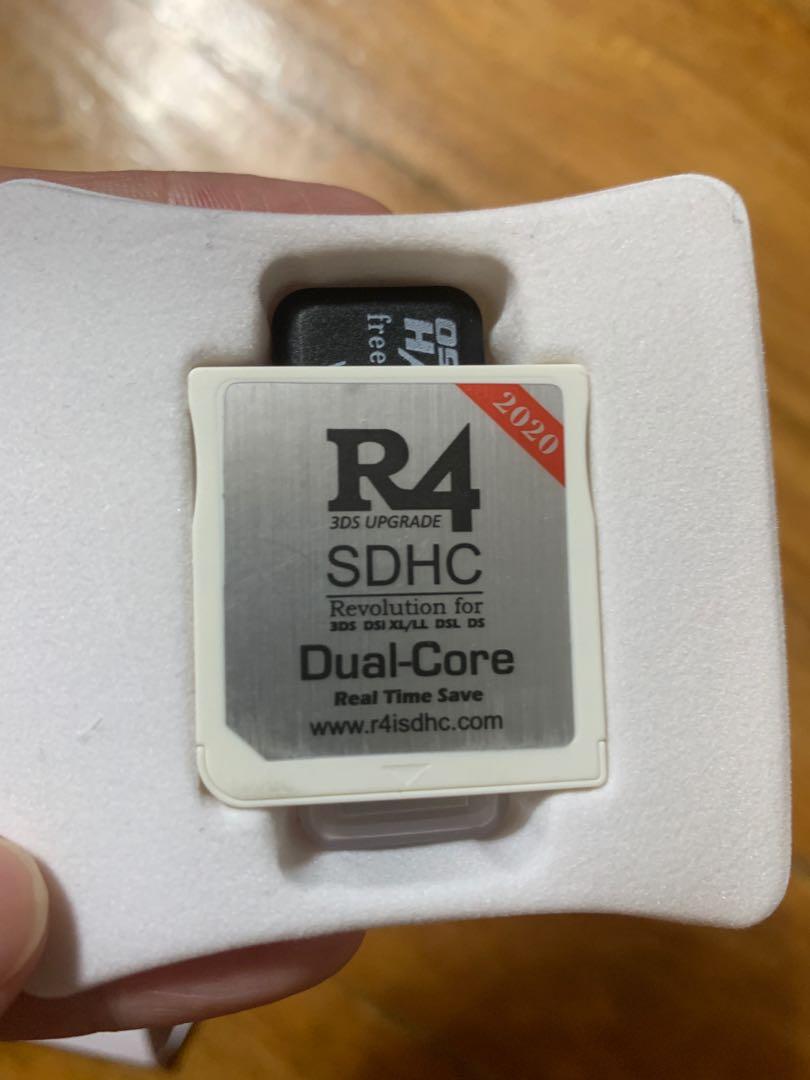 free
2020
R4
3DS UPGRADE
SDHC
Revolution for
3DS DSi XL/LL DSL DS
Dual-Core
Real Time Save
www.r4isdhc.com